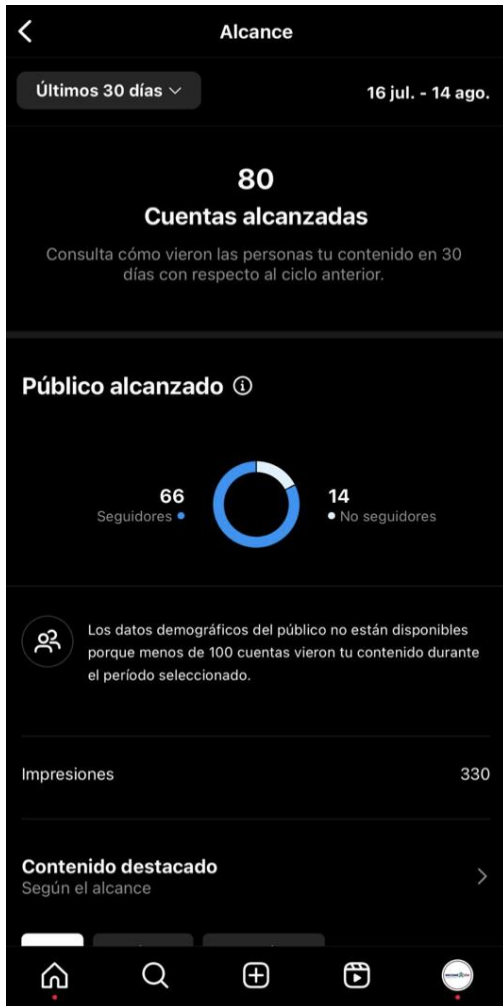 Alcance
Últimos 30 días
16 jul. - 14 ago.
80
Cuentas alcanzadas
Consulta cómo vieron las personas tu contenido en 30
días con respecto al ciclo anterior.
Público alcanzado
66
Seguidores
14
No seguidores
Los datos demográficos del público no están disponibles
porque menos de 100 cuentas vieron tu contenido durante
el período seleccionado.
Impresiones
330
Contenido destacado
Según el alcance